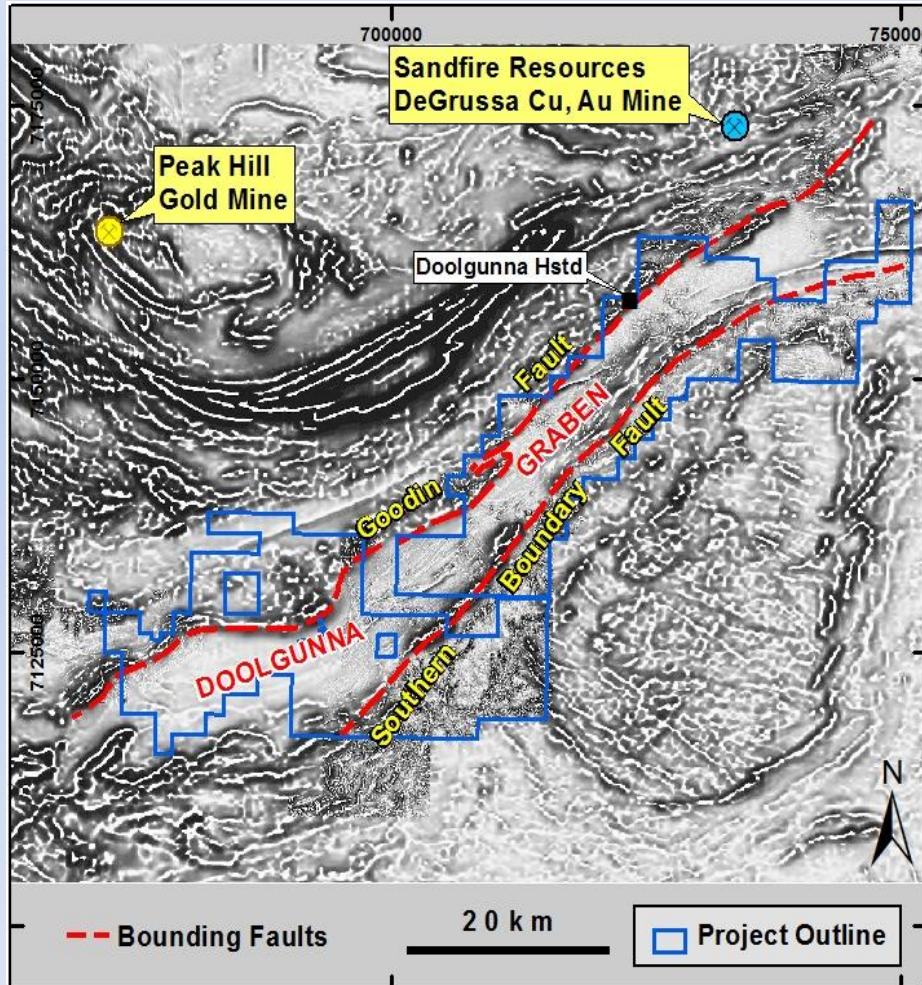 700000
75000
Sandfire Resources
DeGrussa Cu, Au Mine
7175000
Peak Hill
Gold Mine
Doolgunna Hstd
7150000
Fault
GRABEN
Fault
Goodin
Boundary
7125000
DOOLGUNNA
Southern
N
Bounding Faults
20 km
Project Outline